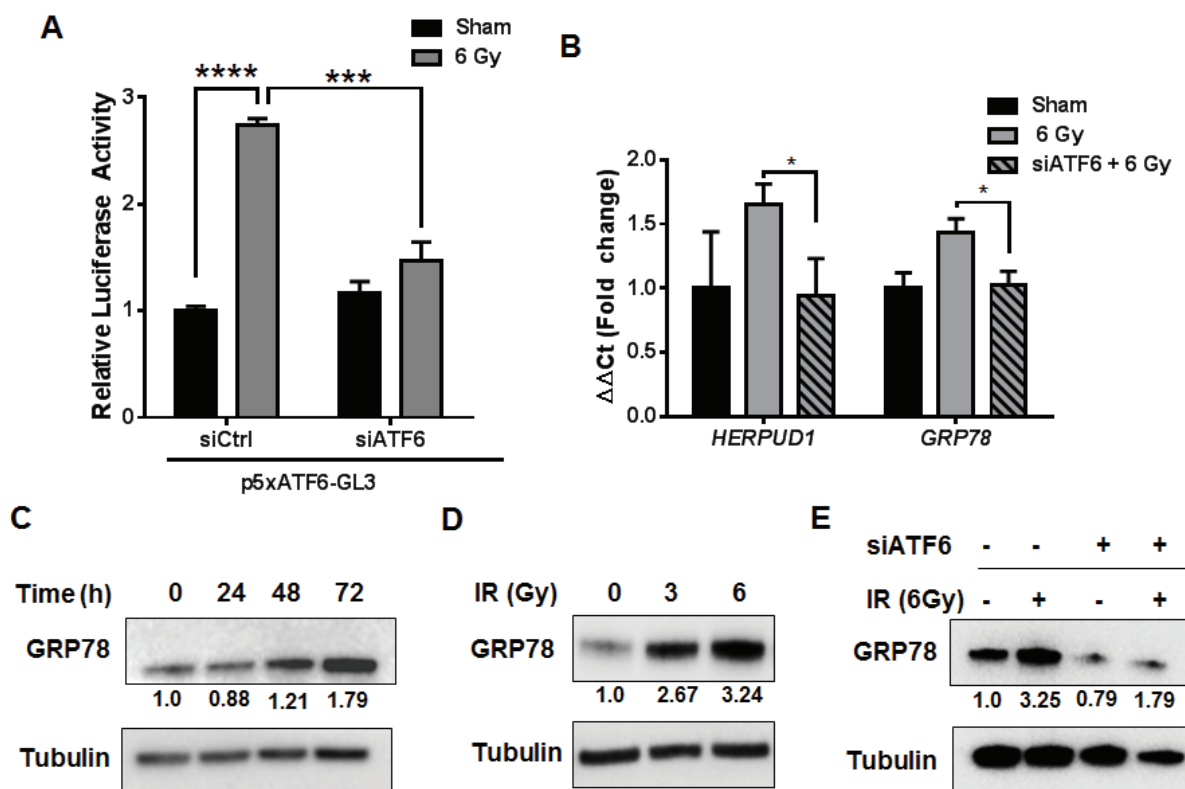 A
Sham
6 Gy
****
***
Relative Luciferase Activity
3
2
1
0
siCtrl
siATF6
p5xATF6-GL3
B
Sham
6 Gy
siATF6 + 6 Gy
*
*
ΔΔCt (Fold change)
2.0
1.5
1.0
0.5
0.0
HERPUD1
GRP78
C
Time (h) 0 24 48 72
GRP78
1.0 0.88 1.21 1.79
Tubulin
D
IR (Gy) 0 3 6
GRP78
1.0 2.67 3.24
Tubulin
E
siATF6 - - + +
IR (6Gy) - + - +
GRP78
1.0 3.25 0.79 1.79
Tubulin